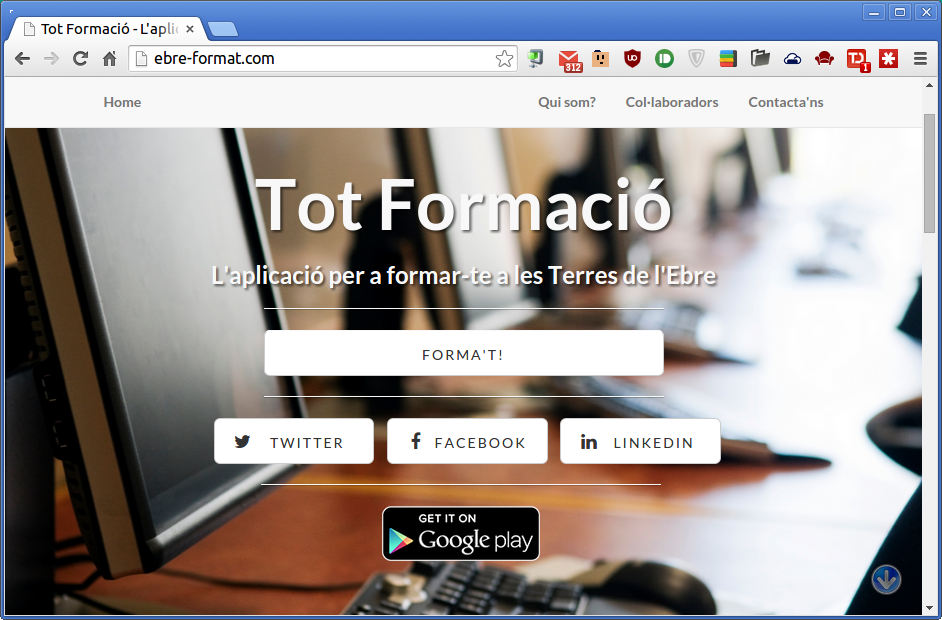 Tot Formació - L'aplic
ebre-format.com
312
1
Home
Qui som?
Col·laboradors
Contacta'ns
Tot Formació
L'aplicació per a formar-te a les Terres de l'Ebre
FORMA'T!
TWITTER
FACEBOOK
LINKEDIN
GET IT ON
Google play